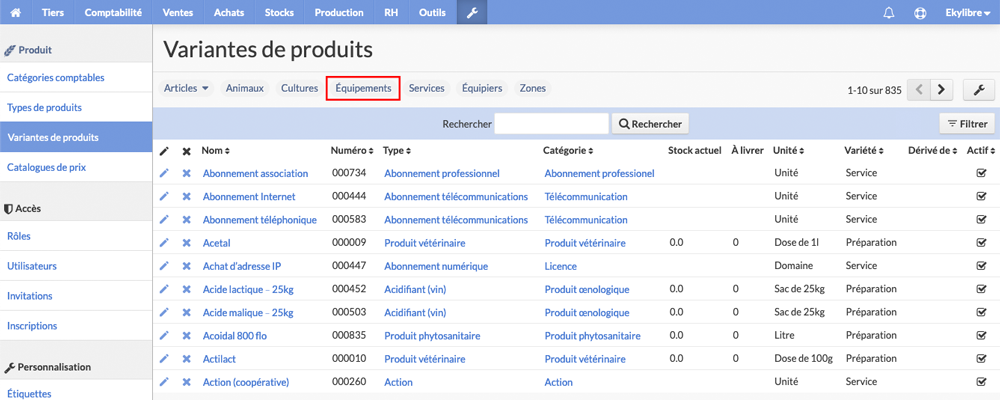 Tiers Comptabilité Ventes Achats Stocks Production RH Outils Ekylibre
Produit
Catégories comptables
Types de produits
Variantes de produits
Catalogues de prix
Accès
Rôles
Utilisateurs
Invitations
Inscriptions
Personnalisation
Étiquettes
Variantes de produits
Articles Animaux Cultures Équipements Services Équipiers Zones 1-10 sur 835
Rechercher Rechercher Filtrer
Nom Numéro Type Catégorie Stock actuel À livrer Unité Variété Dérivé de Actif
Abonnement association 000734 Abonnement professionnel Abonnement professionel Unité Service
Abonnement Internet 000444 Abonnement télécommunications Télécommunication Unité Service
Abonnement téléphonique 000583 Abonnement télécommunications Télécommunication Unité Service
Acetal 000009 Produit vétérinaire Produit vétérinaire 0.0 0 Dose de 1l Préparation
Achat d'adresse IP 000447 Abonnement numérique Licence Domaine Service
Acide lactique - 25kg 000452 Acidifiant (vin) Produit œnologique 0.0 0 Sac de 25kg Préparation
Acide malique - 25kg 000503 Acidifiant (vin) Produit œnologique 0.0 0 Sac de 25kg Préparation
Acoidal 800 flo 000835 Produit phytosanitaire Produit phytosanitaire 0.0 0 Litre Préparation
Actilact 000010 Produit vétérinaire Produit vétérinaire 0.0 0 Dose de 100g Préparation
Action (coopérative) 000260 Action Action Unité Service